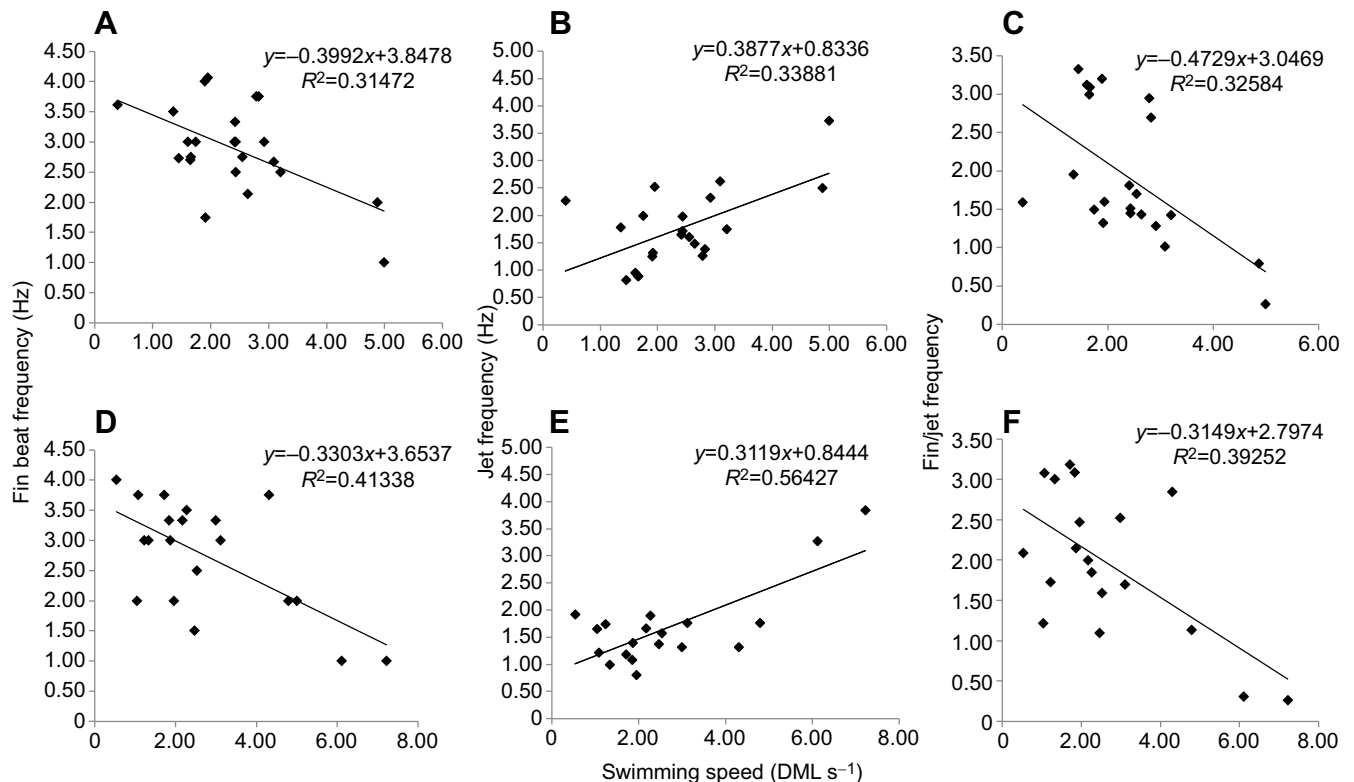 A
y=–0.3992x+3.8478
R²=0.31472
4.50
4.00
3.50
3.00
2.50
2.00
1.50
1.00
0.50
0
0 1.00 2.00 3.00 4.00 5.00 6.00
Fin beat frequency (Hz)
B
y=0.3877x+0.8336
R²=0.33881
5.00
4.50
4.00
3.50
3.00
2.50
2.00
1.50
1.00
0.50
0
0 1.00 2.00 3.00 4.00 5.00 6.00
Jet frequency (Hz)
C
y=–0.4729x+3.0469
R²=0.32584
3.50
3.00
2.50
2.00
1.50
1.00
0.50
0
0 2.00 4.00 6.00
Fin/jet frequency
D
y=–0.3303x+3.6537
R²=0.41338
4.50
4.00
3.50
3.00
2.50
2.00
1.50
1.00
0.50
0
0 2.00 4.00 6.00 8.00
E
y=0.3119x+0.8444
R²=0.56427
5.00
4.50
4.00
3.50
3.00
2.50
2.00
1.50
1.00
0.50
0
0 2.00 4.00 6.00 8.00
F
y=–0.3149x+2.7974
R²=0.39252
3.50
3.00
2.50
2.00
1.50
1.00
0.50
0
0 2.00 4.00 6.00 8.00
Swimming speed (DML s⁻¹)